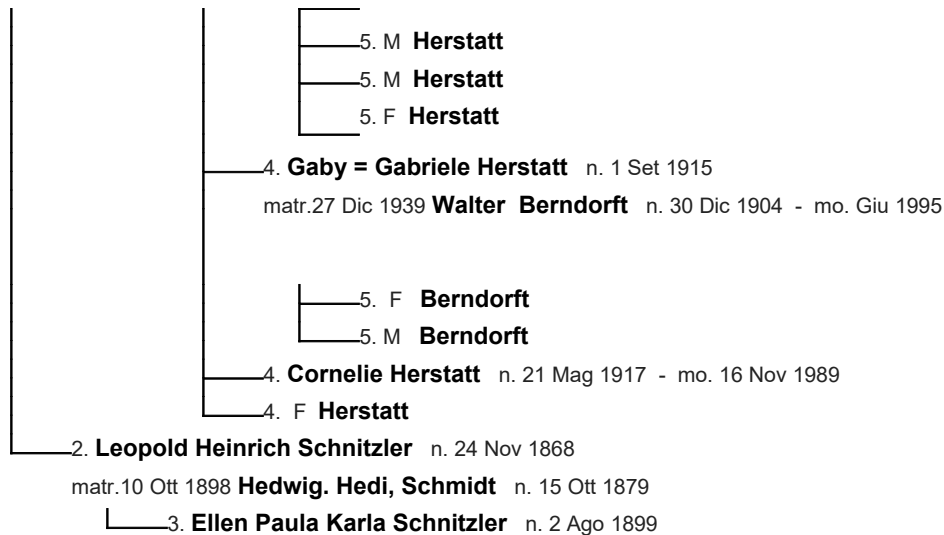 5. M Herstatt
5. M Herstatt
5. F Herstatt
4. Gaby = Gabriele Herstatt n. 1 Set 1915
matr.27 Dic 1939 Walter Berndorft n. 30 Dic 1904 - mo. Giu 1995
5. F Berndorft
5. M Berndorft
4. Cornelie Herstatt n. 21 Mag 1917 - mo. 16 Nov 1989
4. F Herstatt
2. Leopold Heinrich Schnitzler n. 24 Nov 1868
matr.10 Ott 1898 Hedwig. Hedi, Schmidt n. 15 Ott 1879
3. Ellen Paula Karla Schnitzler n. 2 Ago 1899